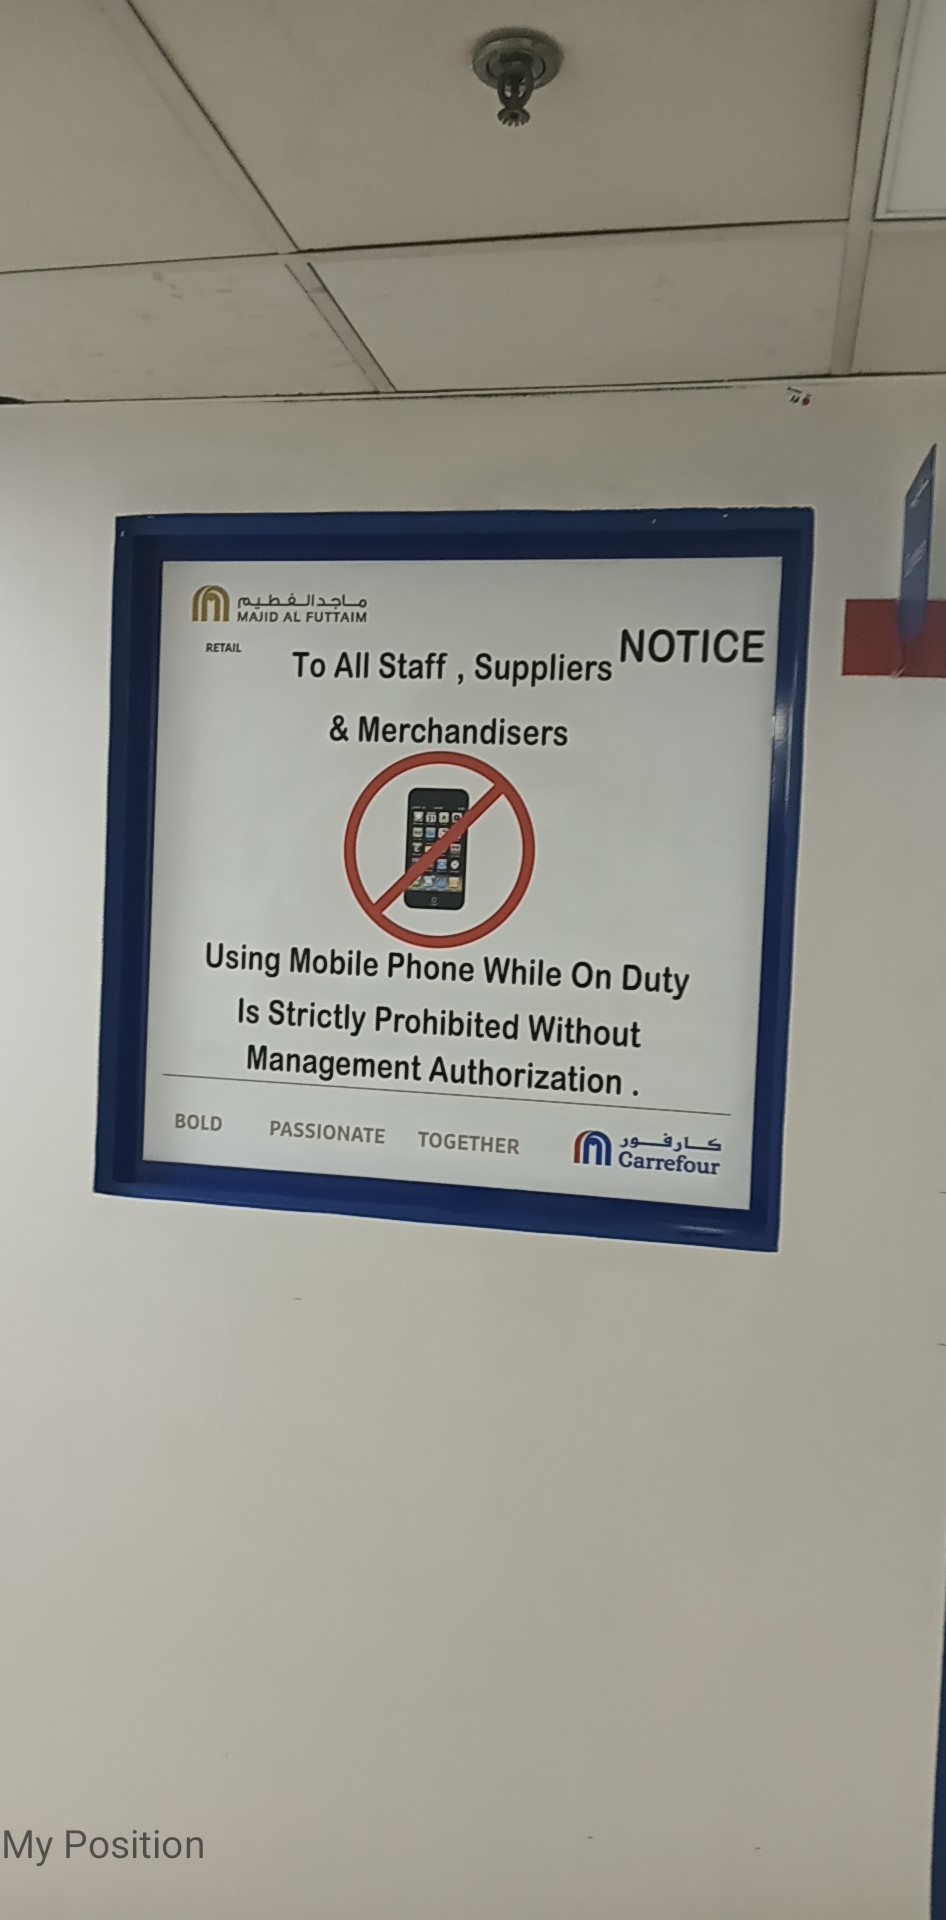 ماجد الفطيم
MAJID AL FUTTAIM
RETAIL
NOTICE
To All Staff , Suppliers
& Merchandisers
Using Mobile Phone While On Duty
Is Strictly Prohibited Without
Management Authorization .
BOLD PASSIONATE TOGETHER
كارفور
Carrefour
My Position